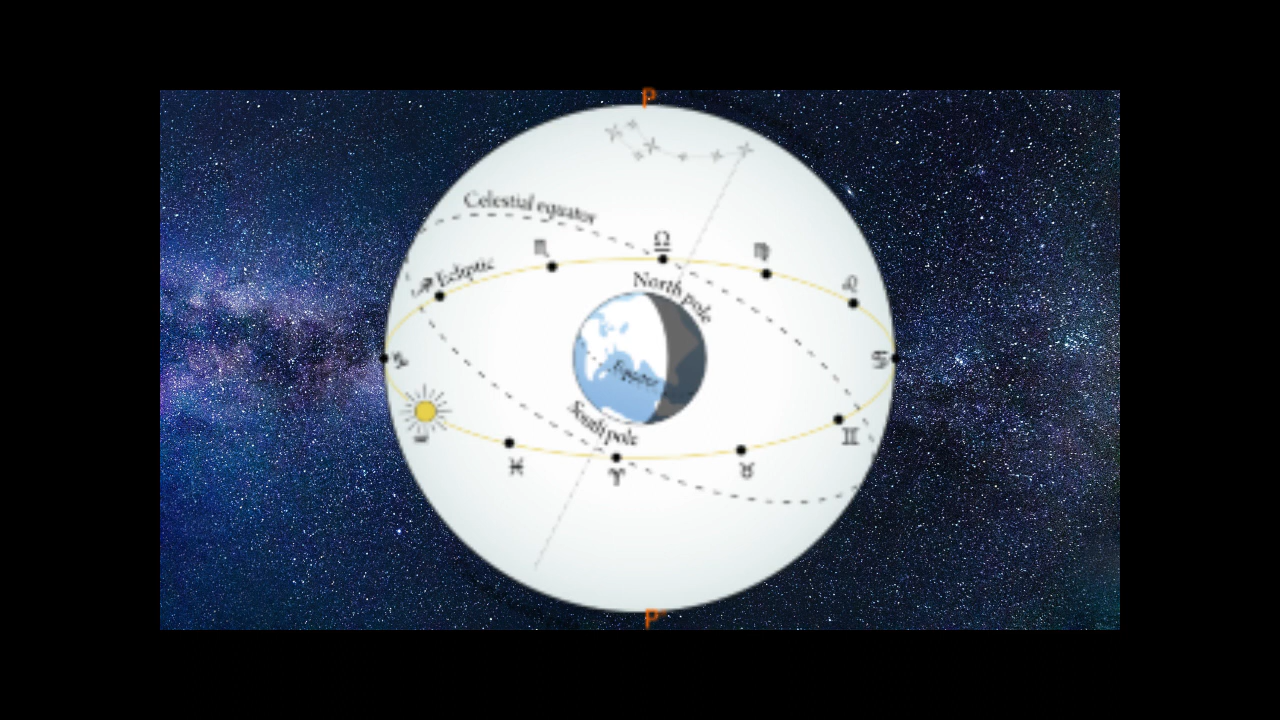 P
Celestial equator
♏
♎
♍
♐
Ecliptic
♌
North pole
♑
♋
Equator
South pole
♊
♓
♈
♉
P'